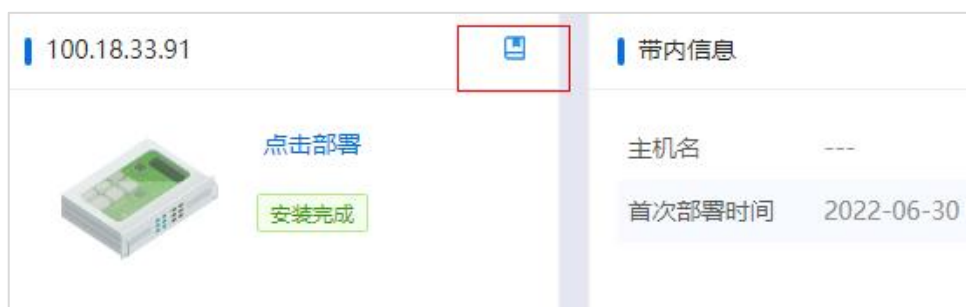 100.18.33.91
带内信息
点击部署
安装完成
主机名 ---
首次部署时间 2022-06-30